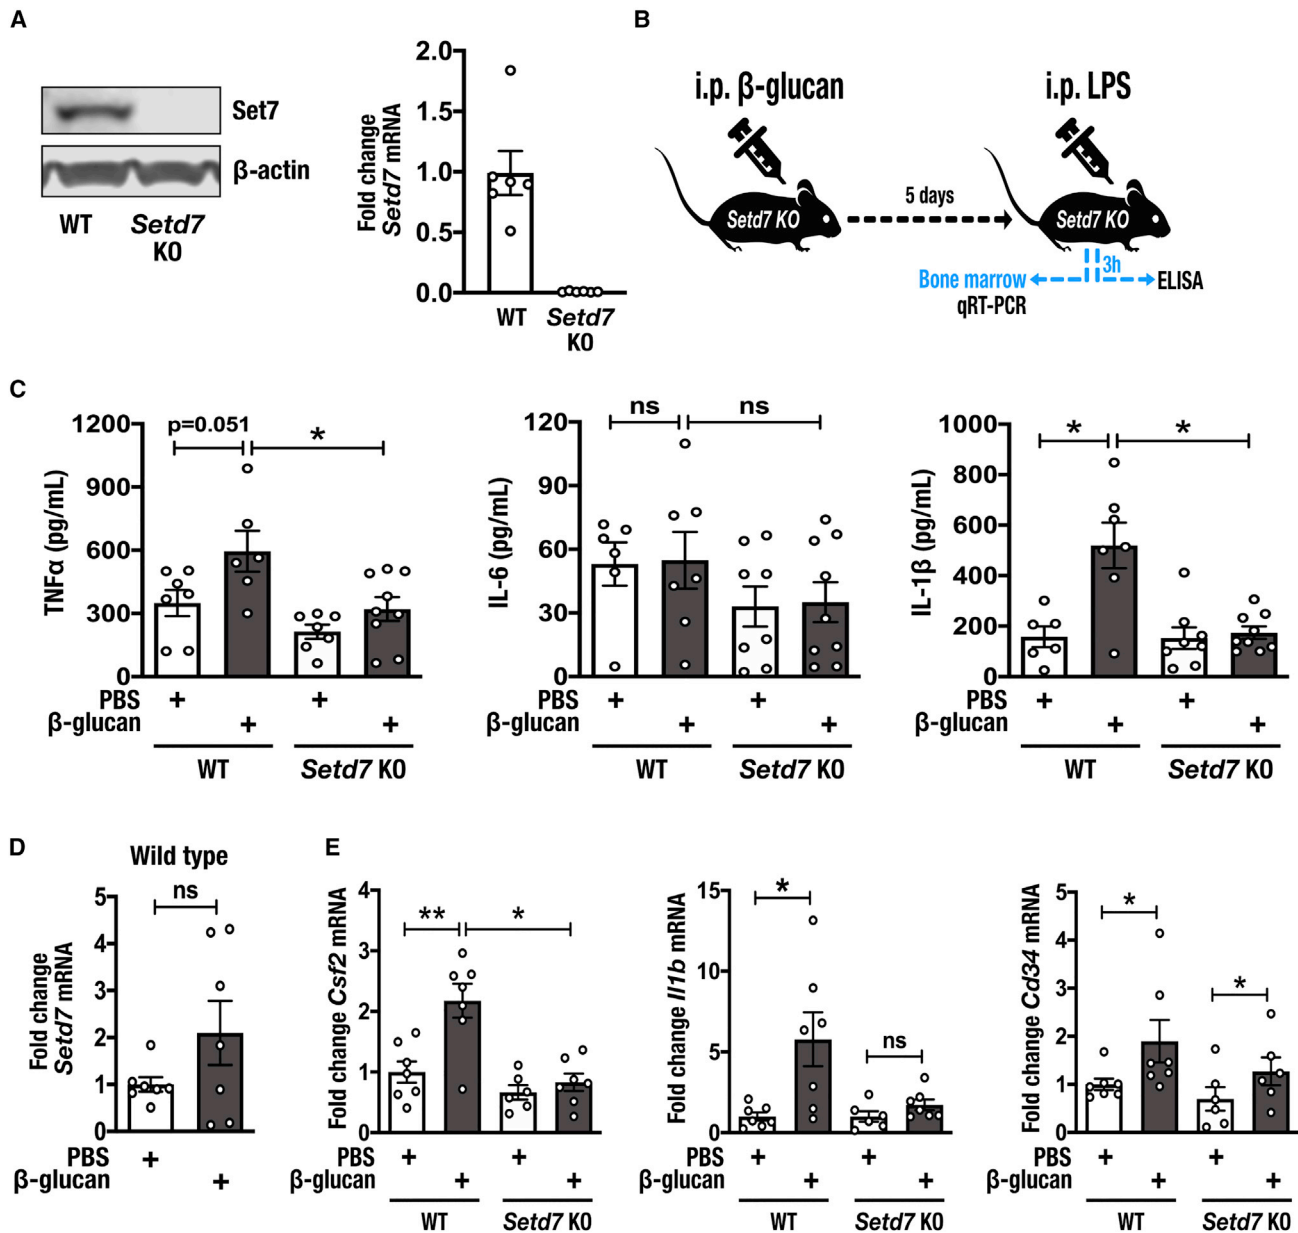 A
Set7
β-actin
WT
Setd7
KO
Fold change
Setd7 mRNA
2.0
1.5
1.0
0.5
0.0
WT
Setd7
KO
B
i.p. β-glucan
i.p. LPS
Setd7 KO
5 days
Setd7 KO
3h
Bone marrow
qRT-PCR
ELISA
C
TNFα (pg/mL)
1200
900
600
300
0
p=0.051
*
PBS + +
β-glucan + +
WT
Setd7 KO
IL-6 (pg/mL)
120
90
60
30
0
ns
ns
PBS + +
β-glucan + +
WT
Setd7 KO
IL-1β (pg/mL)
1000
800
600
400
200
0
*
*
PBS + +
β-glucan + +
WT
Setd7 KO
D
Wild type
Fold change
Setd7 mRNA
5
4
3
2
1
0
ns
PBS +
β-glucan +
E
Fold change Csf2 mRNA
4
3
2
1
0
**
*
PBS + +
β-glucan + +
WT
Setd7 KO
Fold change Il1b mRNA
15
10
5
0
*
ns
PBS + +
β-glucan + +
WT
Setd7 KO
Fold change Cd34 mRNA
5
4
3
2
1
0
*
*
PBS + +
β-glucan + +
WT
Setd7 KO